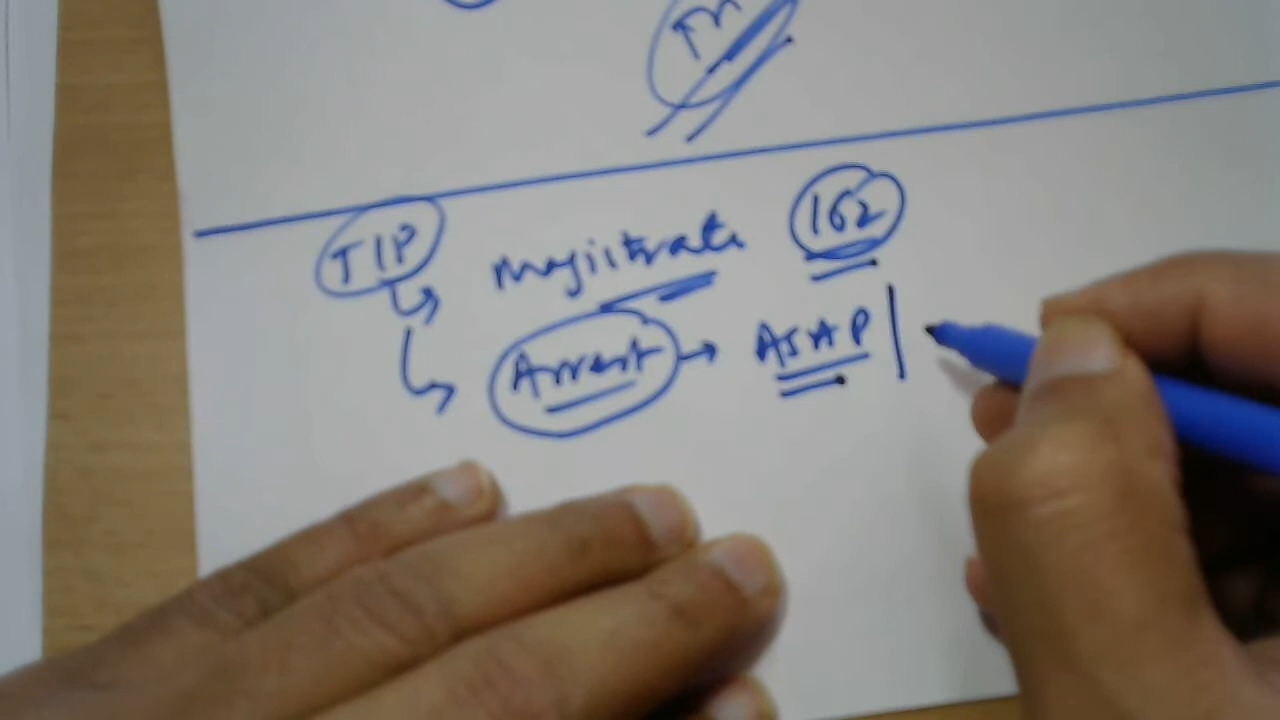 TIP Magistrate 162
Arrest → ASAP |